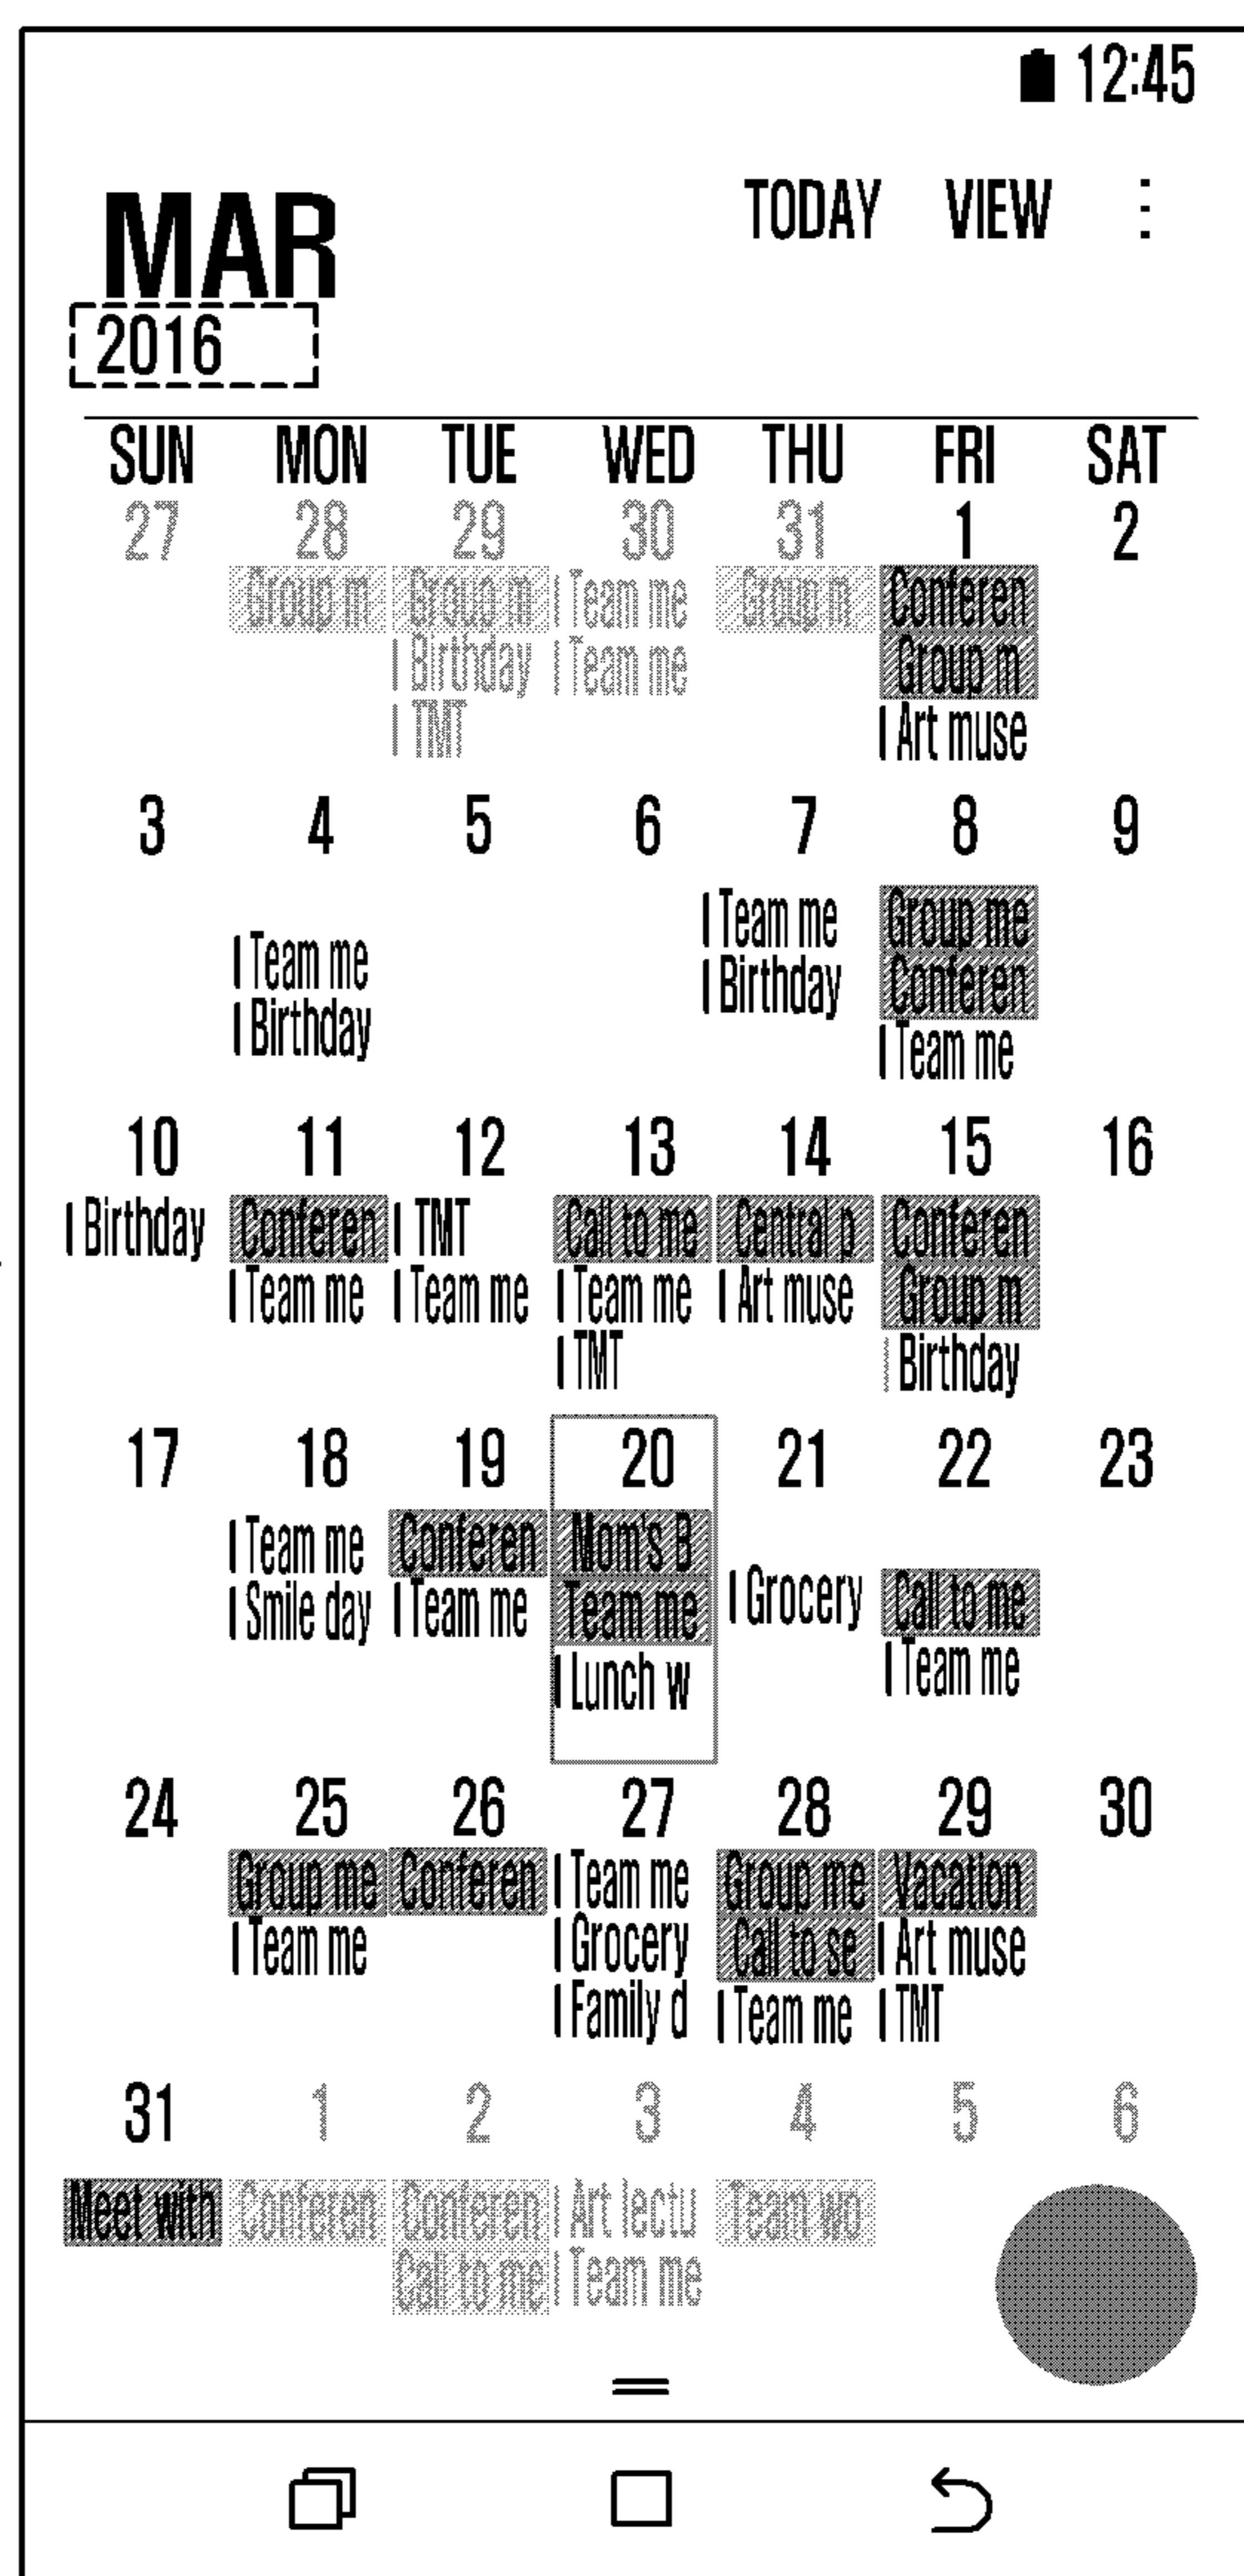 12:45
MAR
TODAY VIEW
2016
SUN MON TUE WED THU FRI SAT
27 28 29 30 31 1 2
Group m Group m Team me Group m Conferen
Birthday Team me Group m
TMT Art muse
3 4 5 6 7 8 9
Team me Group me
Team me Birthday Conferen
Birthday Team me
10 11 12 13 14 15 16
Birthday Conferen TMT Call to me Central p Conferen
Team me Team me Team me Art muse Group m
TMT Birthday
17 18 19 20 21 22 23
Team me Conferen Mom's B
Smile day Team me Team me Grocery Call to me
Lunch w Team me
24 25 26 27 28 29 30
Group me Conferen Team me Group me Vacation
Team me Grocery Call to se Art muse
Family d Team me TMT
31 1 2 3 4 5 6
Meet with Conferen Conferen Art lectu Team wo
Call to me Team me